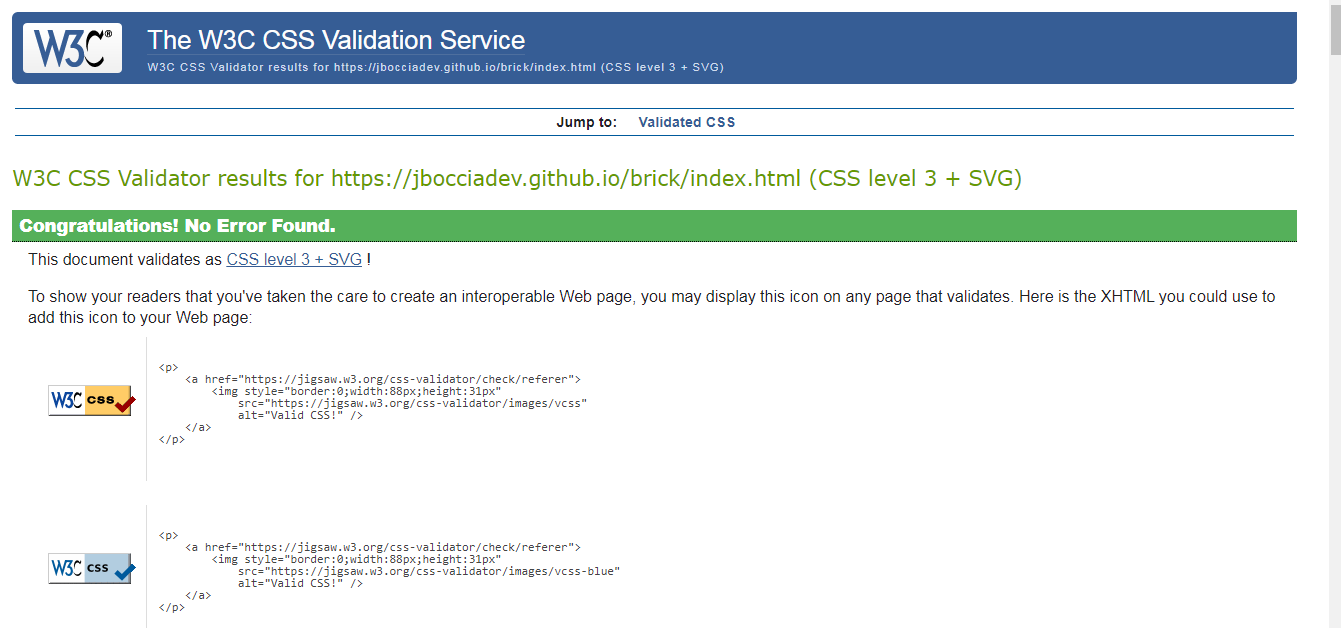 W3C®
The W3C CSS Validation Service
W3C CSS Validator results for https://jbocciadev.github.io/brick/index.html (CSS level 3 + SVG)
Jump to: Validated CSS
W3C CSS Validator results for https://jbocciadev.github.io/brick/index.html (CSS level 3 + SVG)
Congratulations! No Error Found.
This document validates as CSS level 3 + SVG !
To show your readers that you've taken the care to create an interoperable Web page, you may display this icon on any page that validates. Here is the XHTML you could use to
add this icon to your Web page:
W3C css
<p>
<a href="https://jigsaw.w3.org/css-validator/check/referer">
<img style="border:0;width:88px;height:31px"
src="https://jigsaw.w3.org/css-validator/images/vcss"
alt="Valid CSS!" />
</a>
</p>
W3C css
<p>
<a href="https://jigsaw.w3.org/css-validator/check/referer">
<img style="border:0;width:88px;height:31px"
src="https://jigsaw.w3.org/css-validator/images/vcss-blue"
alt="Valid CSS!" />
</a>
</p>